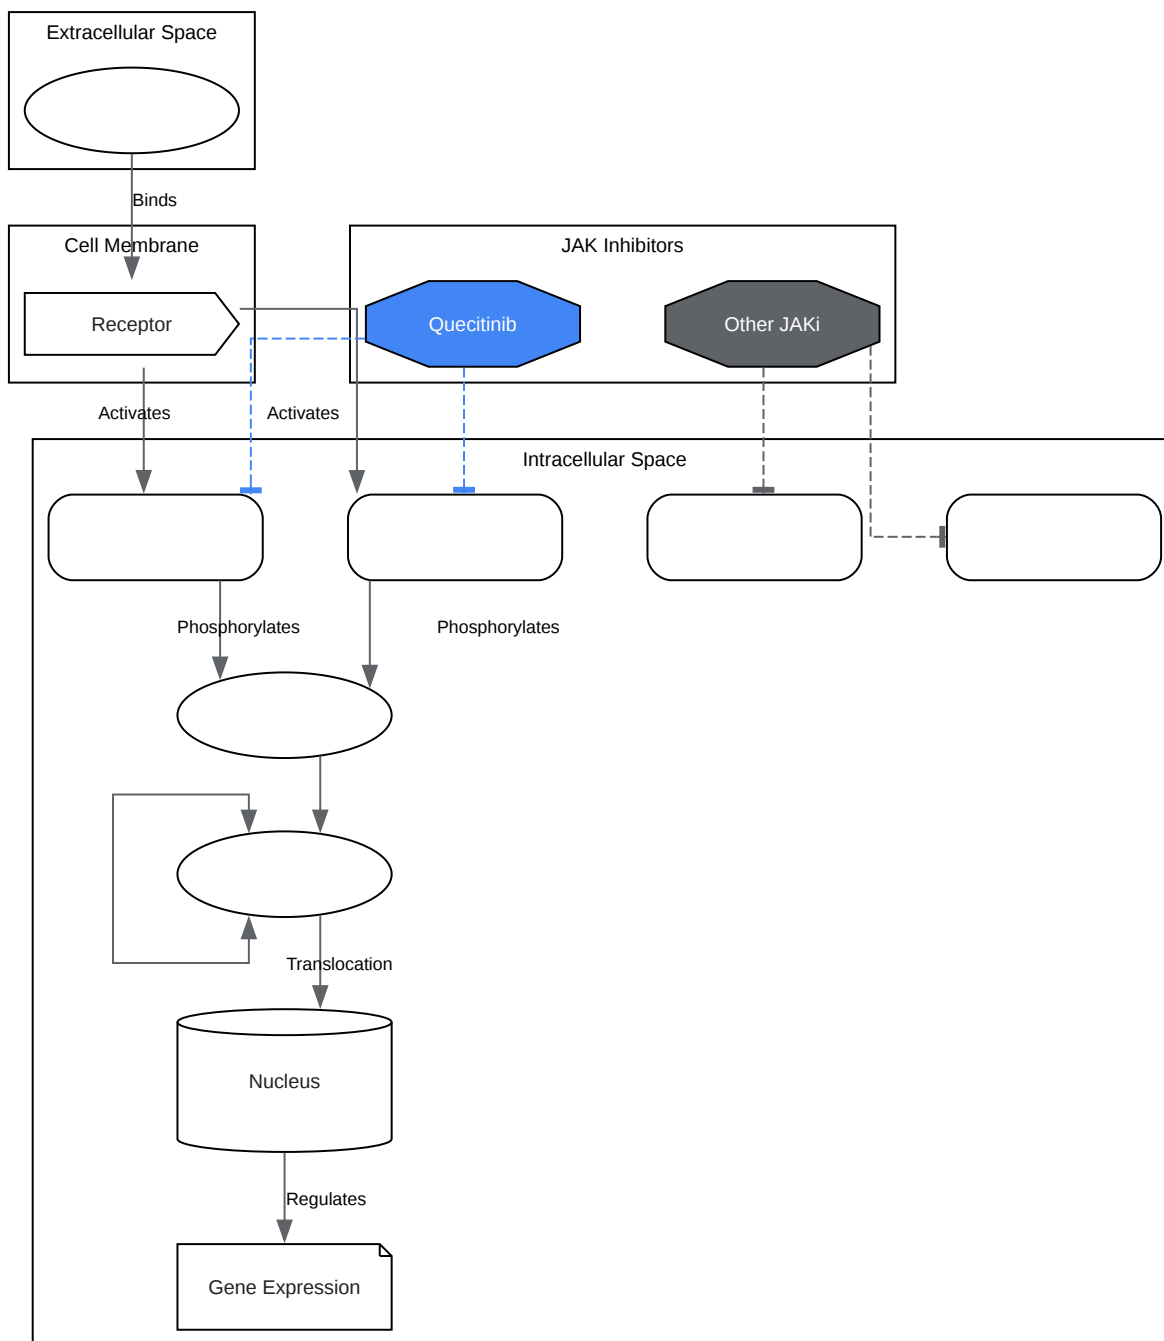 Extracellular Space
Binds
Cell Membrane
JAK Inhibitors
Receptor
Quecitinib
Other JAKi
Activates
Activates
Intracellular Space
Phosphorylates
Phosphorylates
Translocation
Nucleus
Regulates
Gene Expression